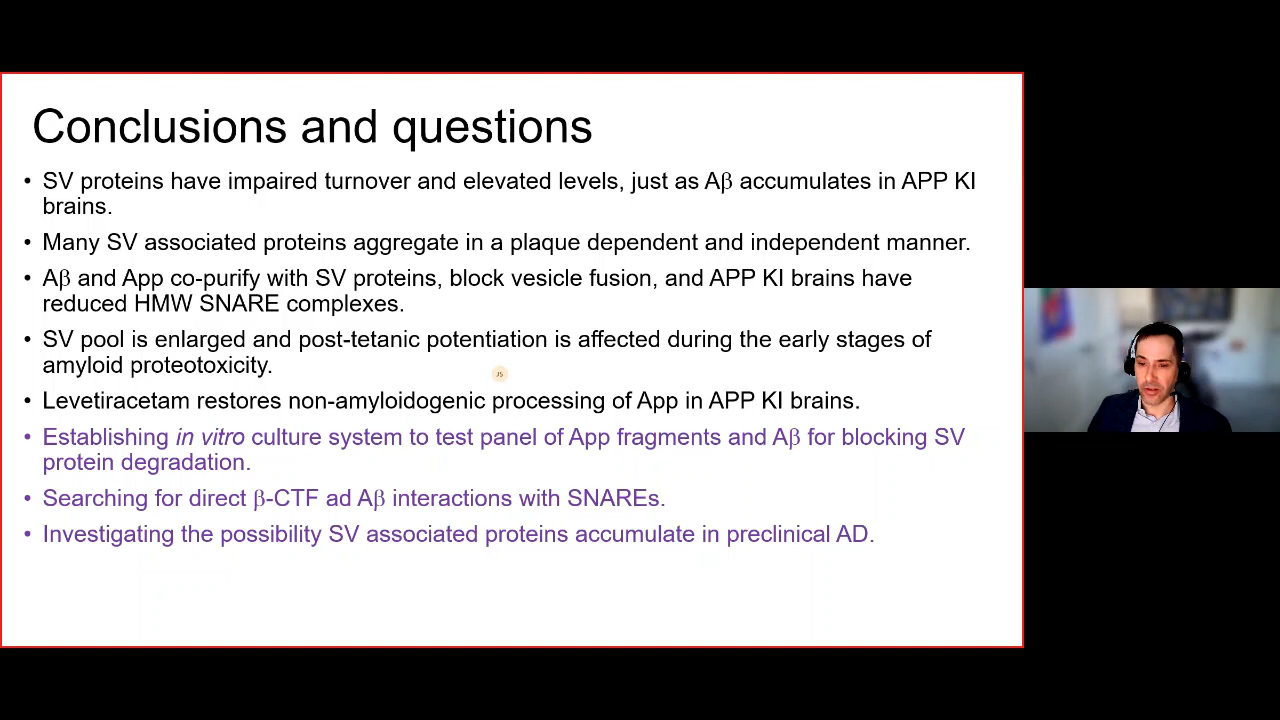 Conclusions and questions
• SV proteins have impaired turnover and elevated levels, just as Aβ accumulates in APP KI
brains.
• Many SV associated proteins aggregate in a plaque dependent and independent manner.
• Aβ and App co-purify with SV proteins, block vesicle fusion, and APP KI brains have
reduced HMW SNARE complexes.
• SV pool is enlarged and post-tetanic potentiation is affected during the early stages of
amyloid proteotoxicity.
JS
• Levetiracetam restores non-amyloidogenic processing of App in APP KI brains.
• Establishing in vitro culture system to test panel of App fragments and Aβ for blocking SV
protein degradation.
• Searching for direct β-CTF ad Aβ interactions with SNAREs.
• Investigating the possibility SV associated proteins accumulate in preclinical AD.